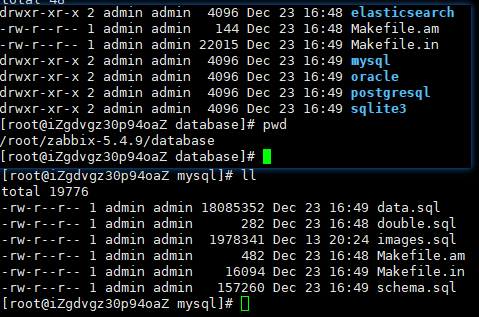 total 48
drwxr-xr-x 2 admin admin  4096 Dec 23 16:48 elasticsearch
-rw-r--r-- 1 admin admin   144 Dec 23 16:48 Makefile.am
-rw-r--r-- 1 admin admin 22015 Dec 23 16:49 Makefile.in
drwxr-xr-x 2 admin admin  4096 Dec 23 16:49 mysql
drwxr-xr-x 2 admin admin  4096 Dec 23 16:49 oracle
drwxr-xr-x 2 admin admin  4096 Dec 23 16:49 postgresql
drwxr-xr-x 2 admin admin  4096 Dec 23 16:49 sqlite3
[root@iZgdvgz30p94oaZ database]# pwd
/root/zabbix-5.4.9/database
[root@iZgdvgz30p94oaZ database]#
[root@iZgdvgz30p94oaZ mysql]# ll
total 19776
-rw-r--r-- 1 admin admin 18085352 Dec 23 16:49 data.sql
-rw-r--r-- 1 admin admin      282 Dec 23 16:48 double.sql
-rw-r--r-- 1 admin admin  1978341 Dec 13 20:24 images.sql
-rw-r--r-- 1 admin admin      482 Dec 23 16:48 Makefile.am
-rw-r--r-- 1 admin admin    16094 Dec 23 16:49 Makefile.in
-rw-r--r-- 1 admin admin   157260 Dec 23 16:49 schema.sql
[root@iZgdvgz30p94oaZ mysql]#